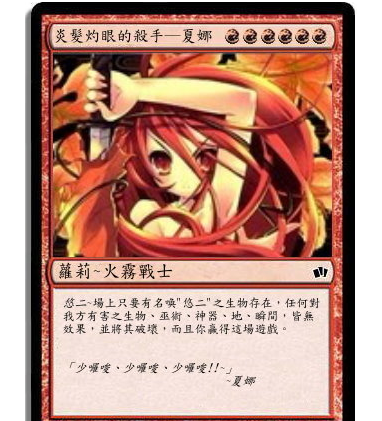 炎髮灼眼的殺手─夏娜
蘿莉~火霧戰士
悠二~場上只要有名喚"悠二"之生物存在，任何對
我方有害之生物、巫術、神器、地、瞬間，皆無
效果，並將其破壞，而且你贏得這場遊戲。
「少囉唆、少囉唆、少囉唆!!~」
~夏娜